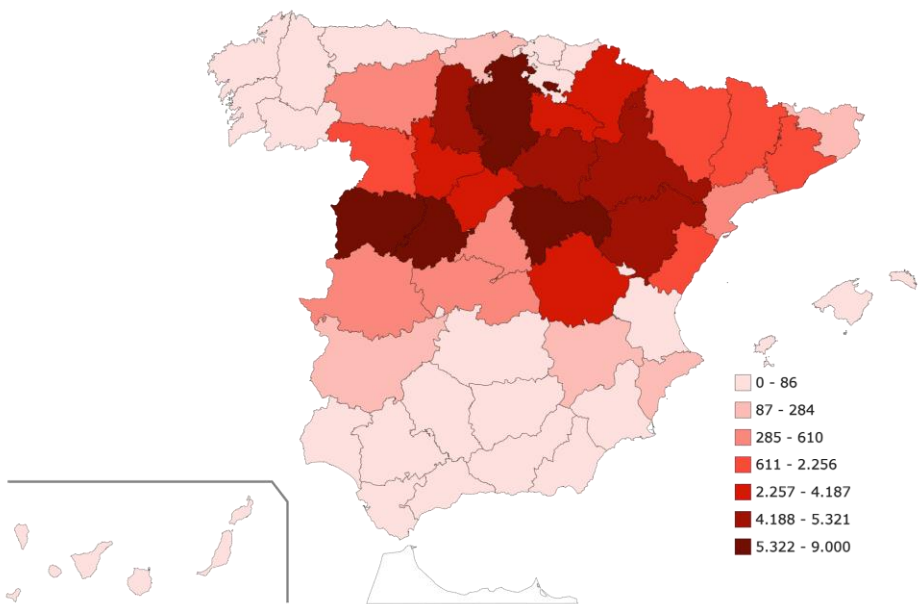 0 - 86
87 - 284
285 - 610
611 - 2.256
2.257 - 4.187
4.188 - 5.321
5.322 - 9.000